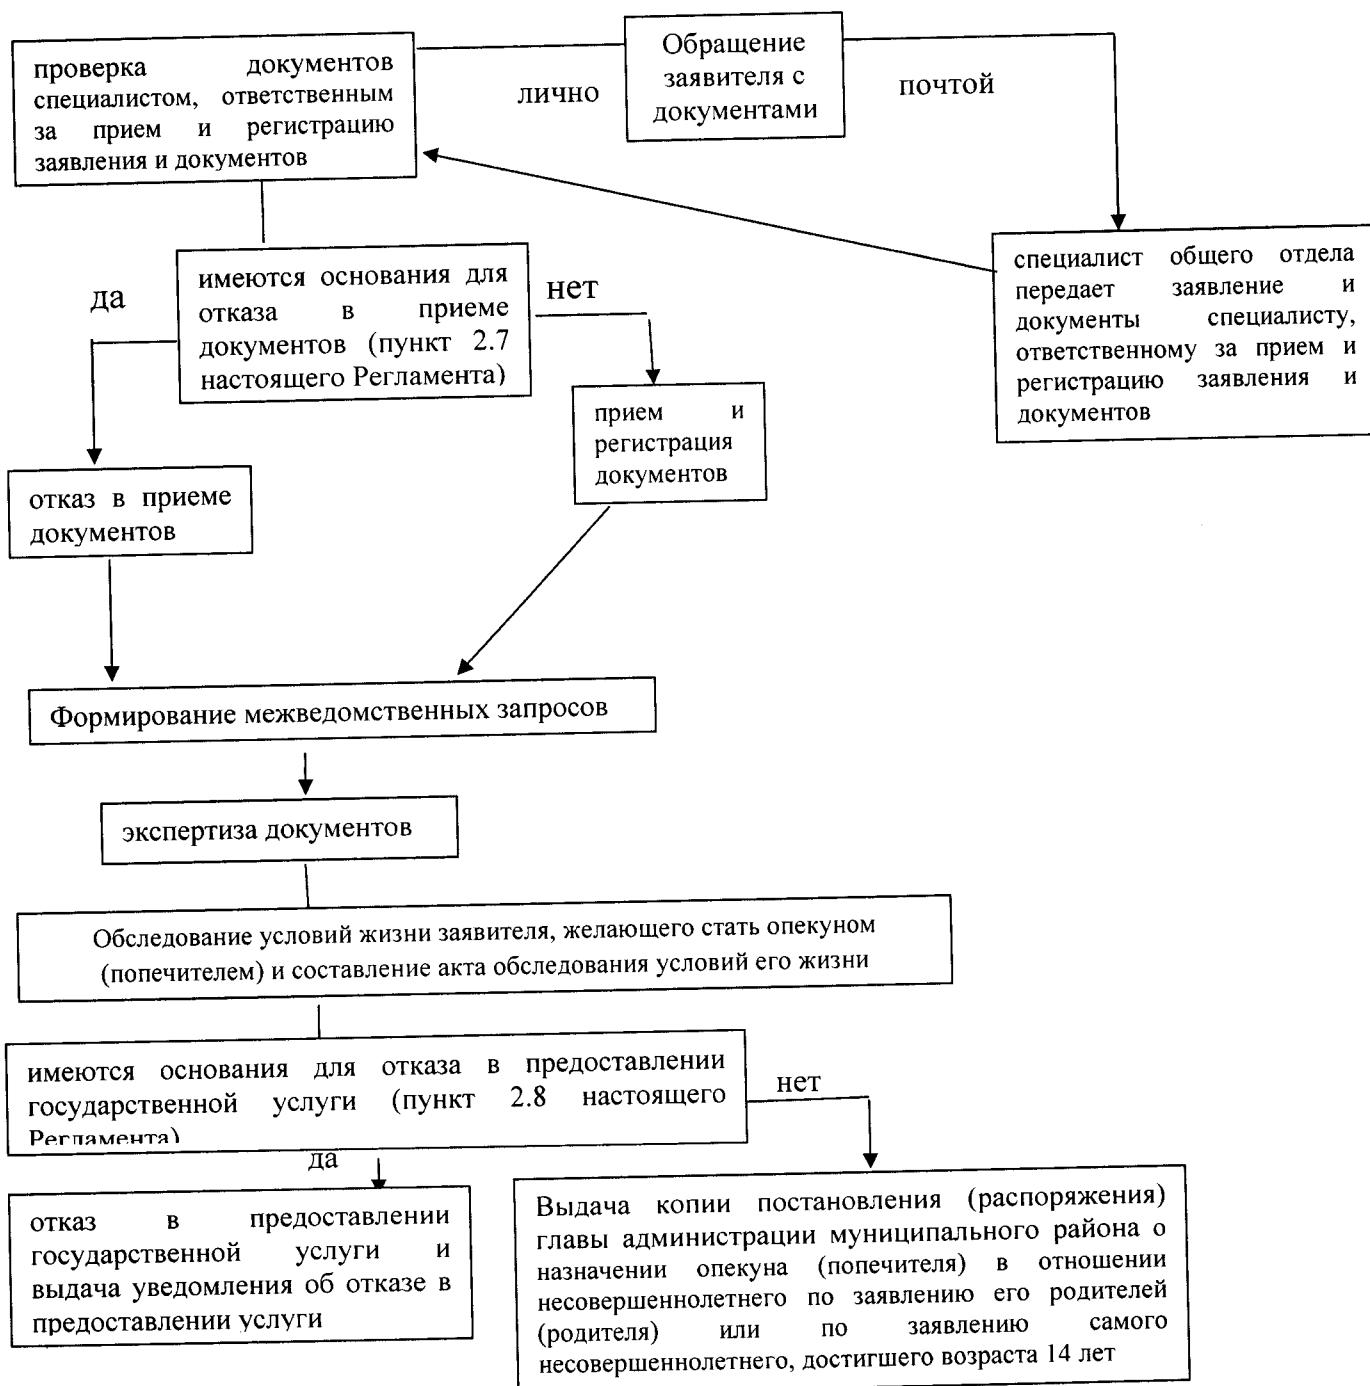 Обращение
заявителя с
документами
лично
почтой
проверка документов
специалистом, ответственным
за прием и регистрацию
заявления и документов
специалист общего отдела
передает заявление и
документы специалисту,
ответственному за прием и
регистрацию заявления и
документов
имеются основания для
отказа в приеме
документов (пункт 2.7
настоящего Регламента)
да
нет
прием и
регистрация
документов
отказ в приеме
документов
Формирование межведомственных запросов
экспертиза документов
Обследование условий жизни заявителя, желающего стать опекуном
(попечителем) и составление акта обследования условий его жизни
имеются основания для отказа в предоставлении
государственной услуги (пункт 2.8 настоящего
Регламента)
нет
да
отказ в предоставлении
государственной услуги и
выдача уведомления об отказе в
предоставлении услуги
Выдача копии постановления (распоряжения)
главы администрации муниципального района о
назначении опекуна (попечителя) в отношении
несовершеннолетнего по заявлению его родителей
(родителя) или по заявлению самого
несовершеннолетнего, достигшего возраста 14 лет